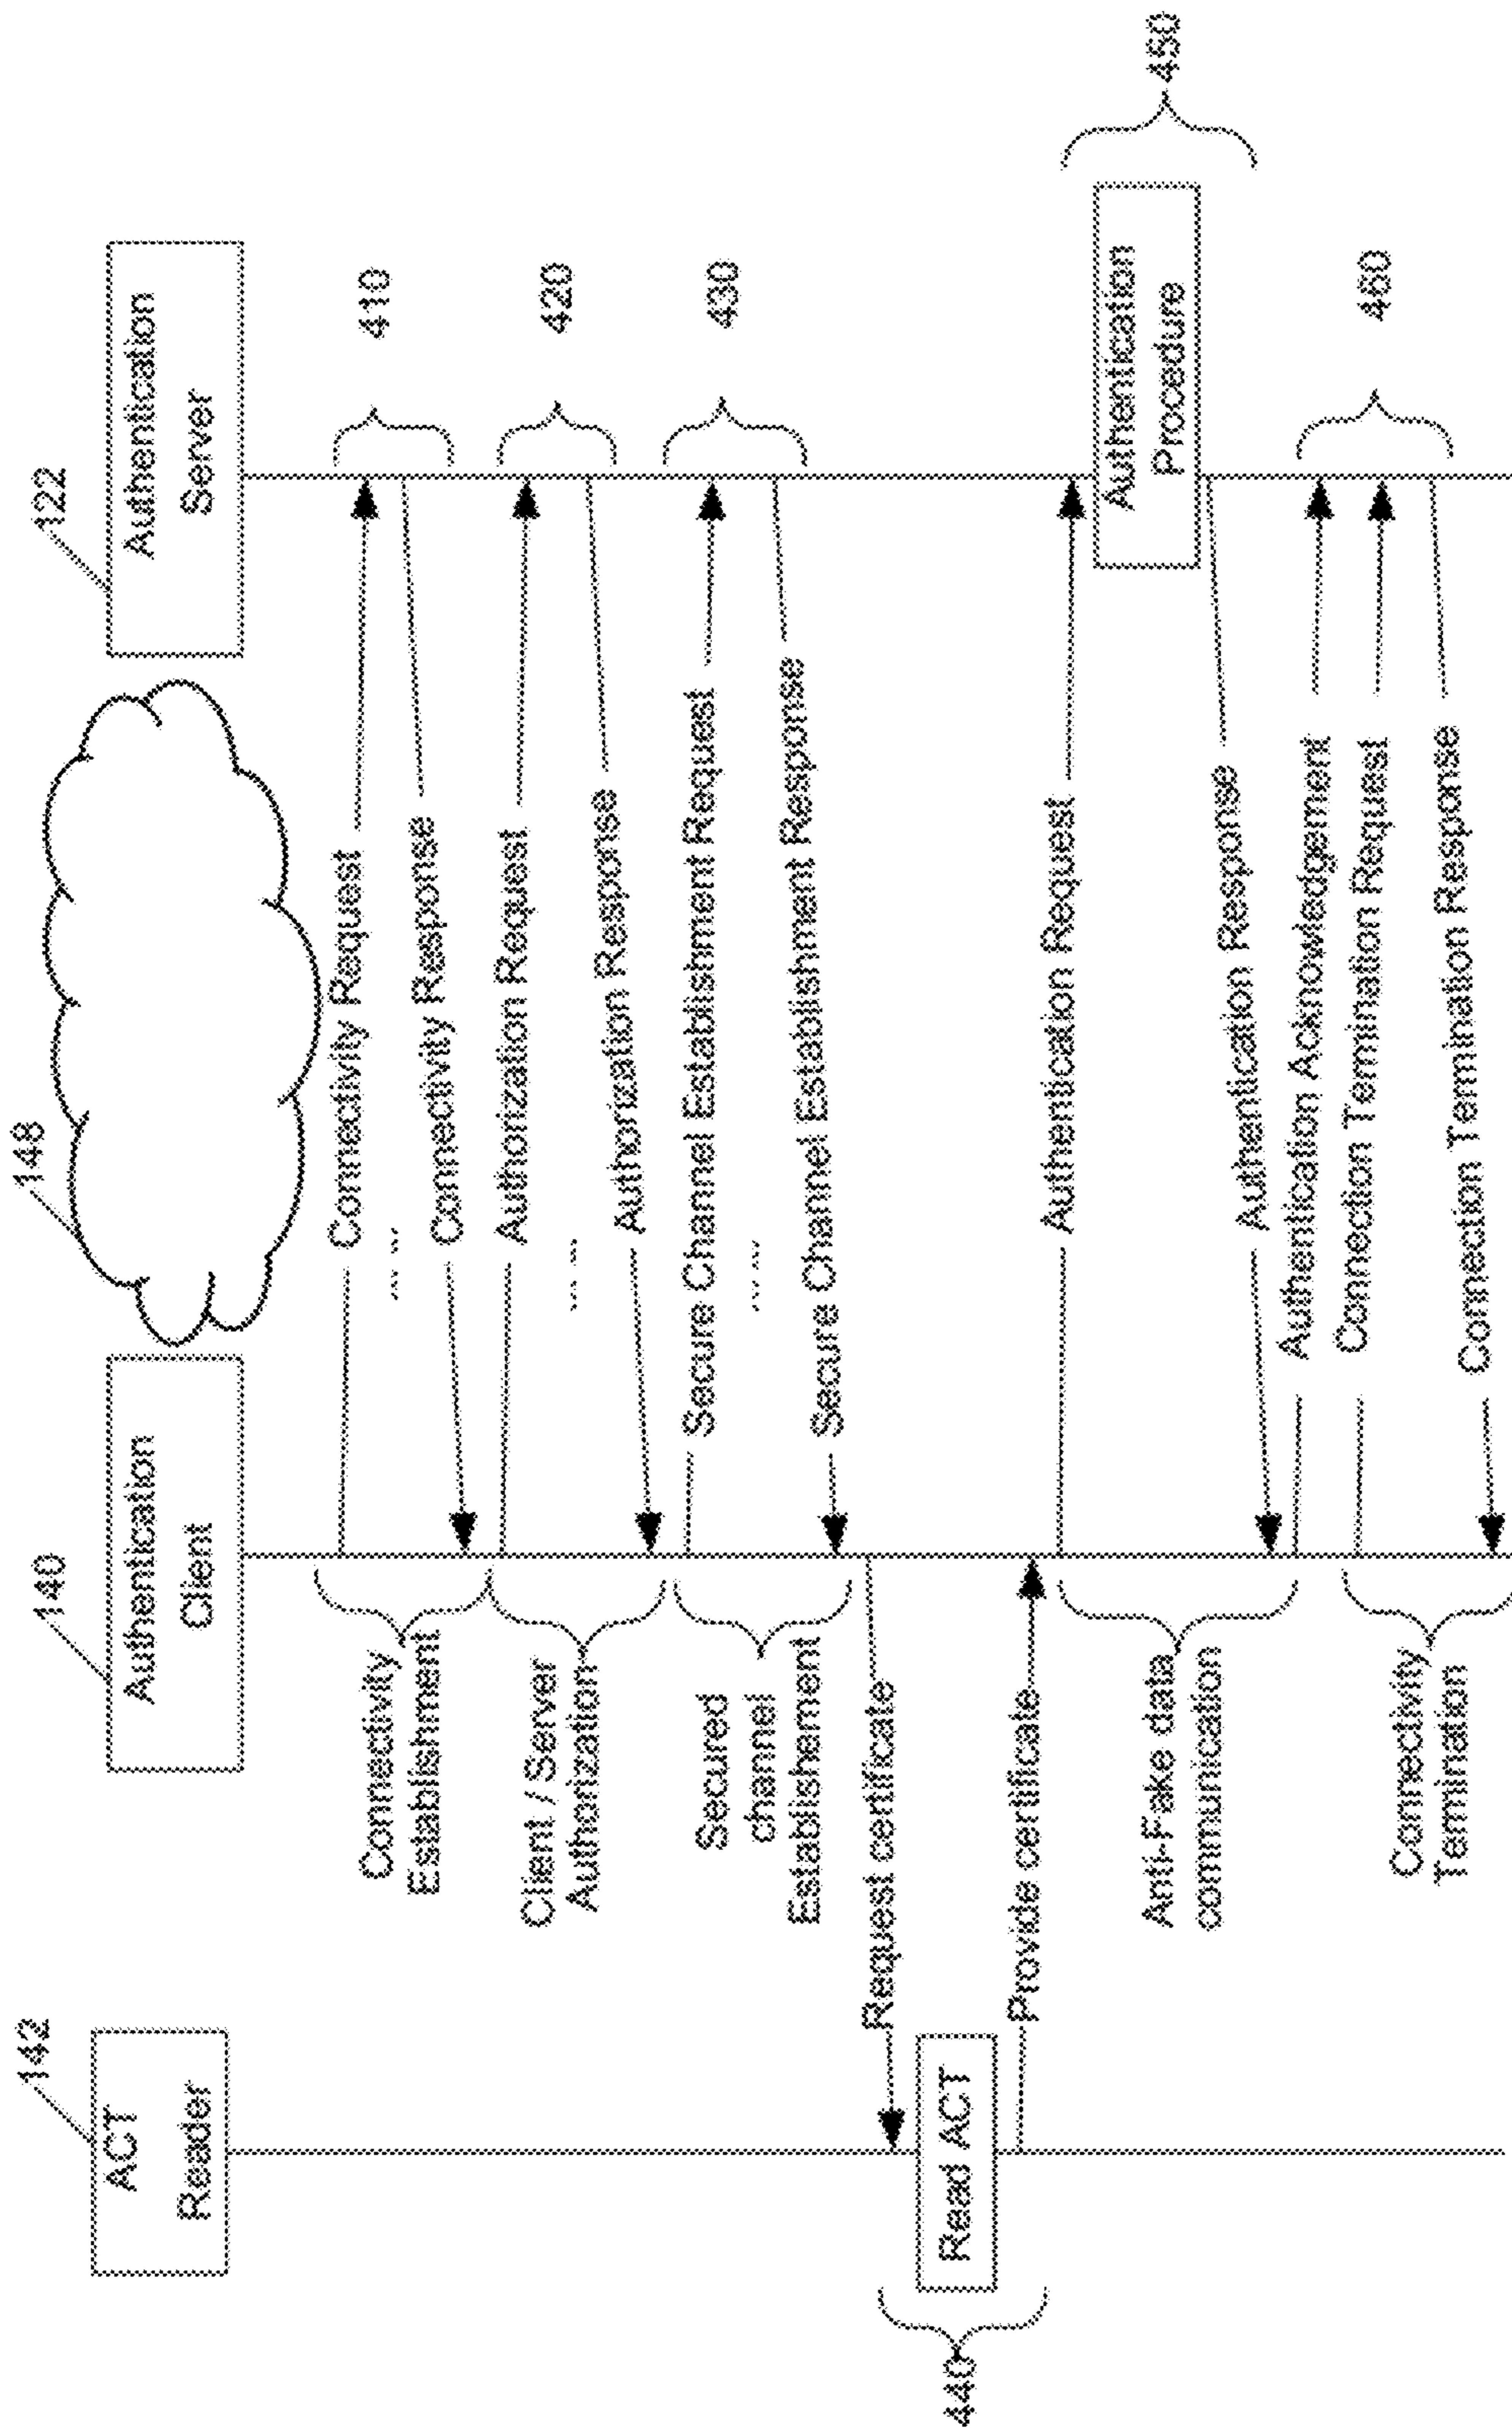 142
ACT
Reader
140
Authentication
Client
148
122
Authentication
Server
Connectivity
Establishment
Connectivity Request
Connectivity Response
410
Client / Server
Authorization
Authorization Request
Authorization Response
420
Secured
channel
Establishment
Secure Channel Establishment Request
Secure Channel Establishment Response
430
Request certificate
440
Read ACT
Provide certificate
Anti-Fake data
communication
Authentication Request
Authentication
Procedure
450
Authentication Response
Authentication Acknowledgement
Connectivity
Termination
Connection Termination Request
Connection Termination Response
460